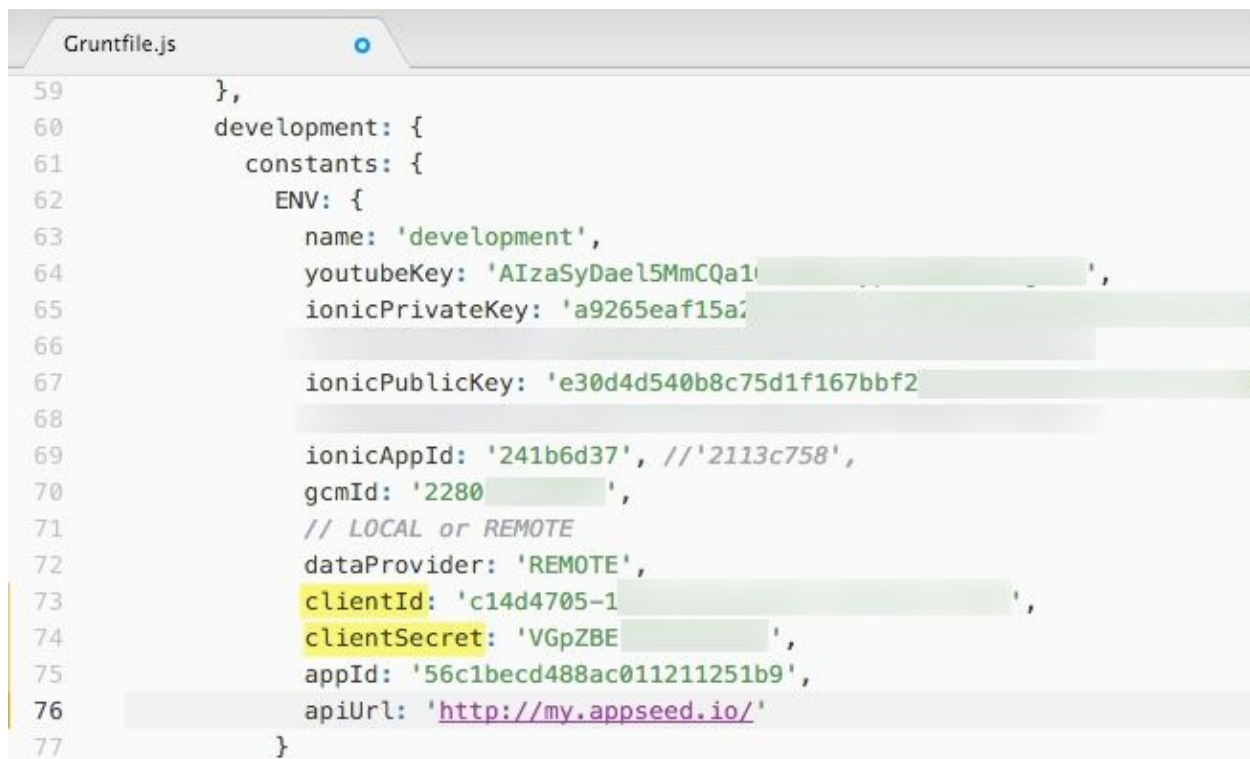 Gruntfile.js
59 },
60 development: {
61 constants: {
62 ENV: {
63 name: 'development',
64 youtubeKey: 'AIzaSyDael5MmCQa1 ',
65 ionicPrivateKey: 'a9265eaf15a2
66
67 ionicPublicKey: 'e30d4d540b8c75d1f167bbf2
68
69 ionicAppId: '241b6d37', //'2113c758',
70 gcmId: '2280 ',
71 // LOCAL or REMOTE
72 dataProvider: 'REMOTE',
73 clientId: 'c14d4705-1 ',
74 clientSecret: 'VGpZBE ',
75 appId: '56c1becd488ac011211251b9',
76 apiUrl: 'http://my.appseed.io/'
77 }